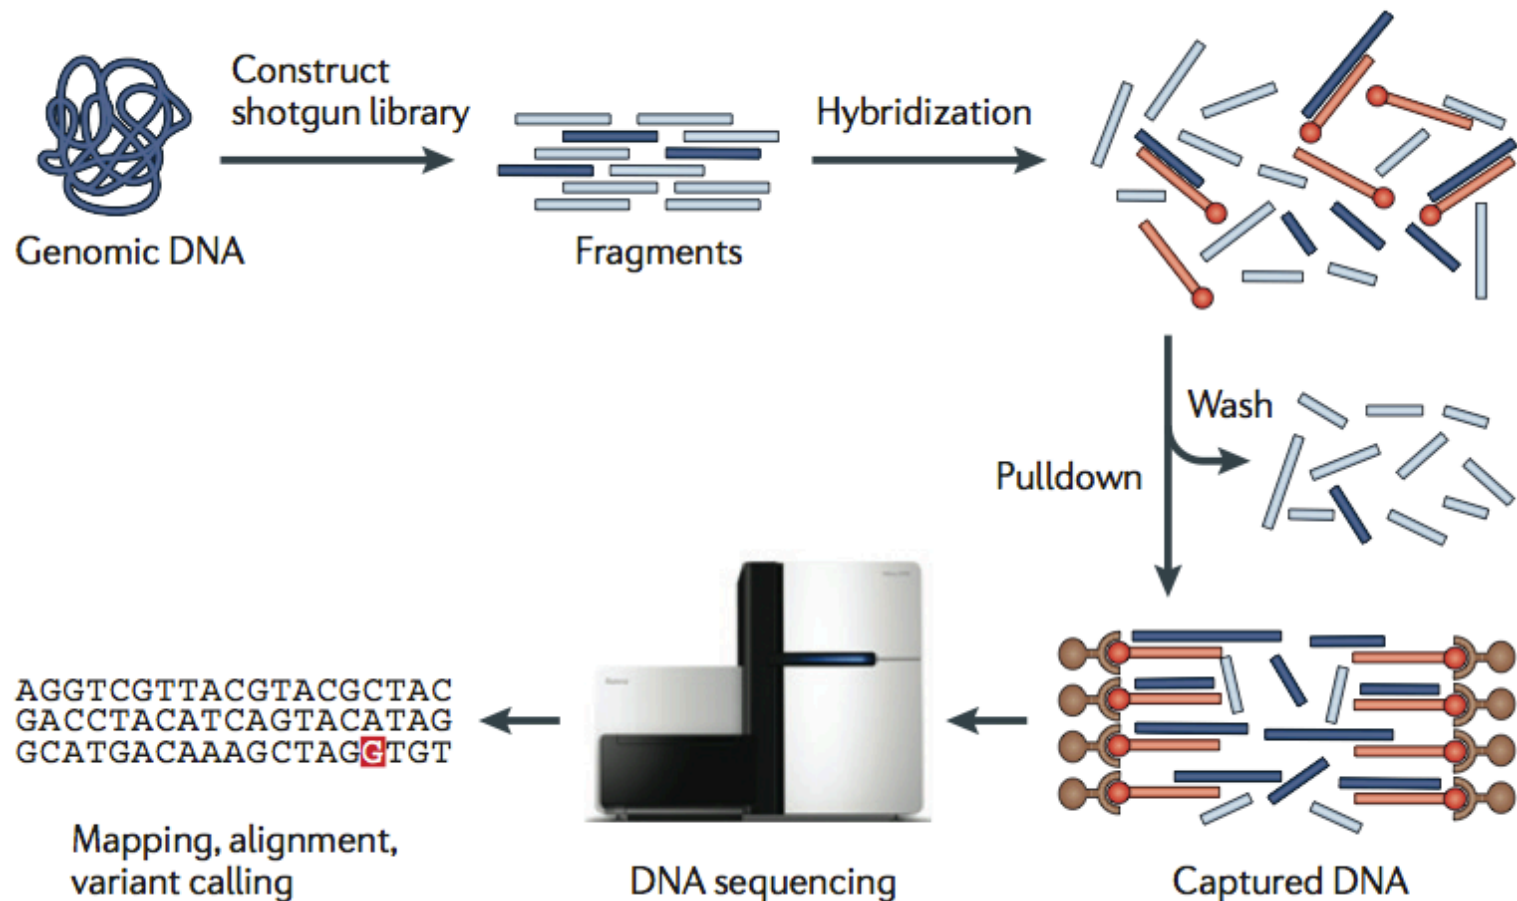 Construct
shotgun library
Genomic DNA
Fragments
Hybridization
Wash
Pulldown
Captured DNA
DNA sequencing
AGGTCGTTACGTACGCTAC
GACCTACATCAGTACATAG
GCATGACAAAGCTAGGTGT
Mapping, alignment,
variant calling